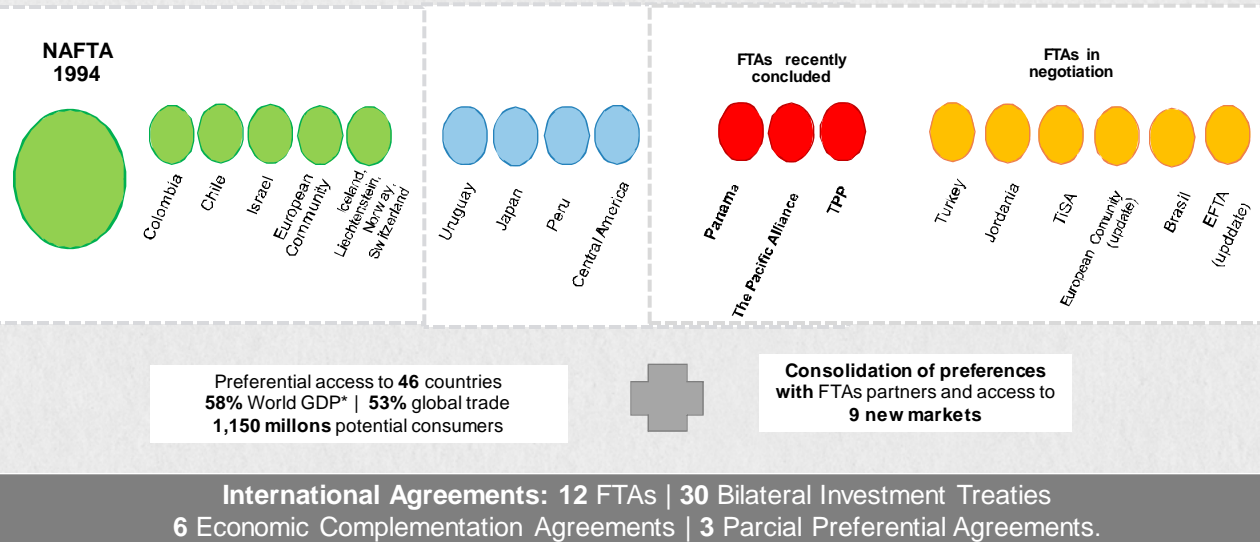 NAFTA
1994
Colombia
Chile
Israel
European
Community
Iceland,
Liechtenstein,
Norway,
Switzerland
Uruguay
Japan
Peru
Central America
FTAs recently
concluded
Panama
The Pacific Alliance
TPP
FTAs in
negotiation
Turkey
Jordania
TiSA
European Comunity
(update)
Brasil
EFTA
(upddate)
Preferential access to 46 countries
58% World GDP* | 53% global trade
1,150 millons potential consumers
Consolidation of preferences
with FTAs partners and access to
9 new markets
International Agreements: 12 FTAs | 30 Bilateral Investment Treaties
6 Economic Complementation Agreements | 3 Parcial Preferential Agreements.